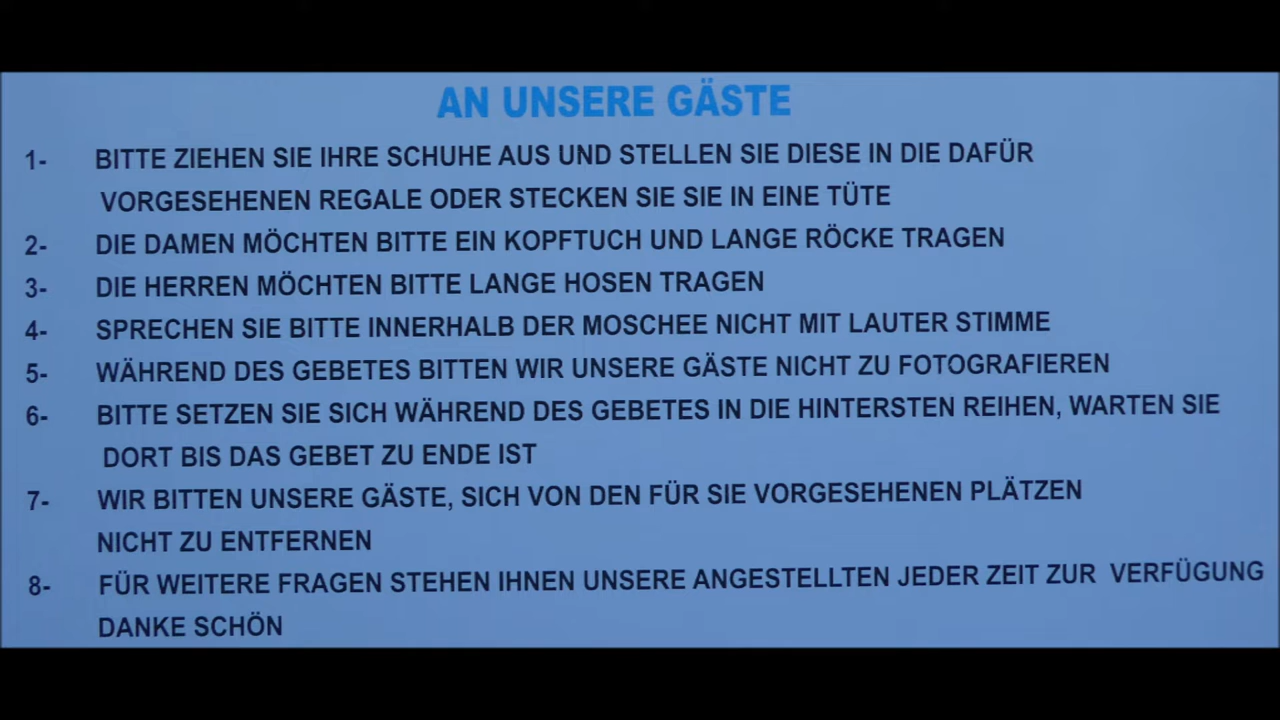 AN UNSERE GÄSTE
1- BITTE ZIEHEN SIE IHRE SCHUHE AUS UND STELLEN SIE DIESE IN DIE DAFÜR
VORGESEHENEN REGALE ODER STECKEN SIE SIE IN EINE TÜTE
2- DIE DAMEN MÖCHTEN BITTE EIN KOPFTUCH UND LANGE RÖCKE TRAGEN
3- DIE HERREN MÖCHTEN BITTE LANGE HOSEN TRAGEN
4- SPRECHEN SIE BITTE INNERHALB DER MOSCHEE NICHT MIT LAUTER STIMME
5- WÄHREND DES GEBETES BITTEN WIR UNSERE GÄSTE NICHT ZU FOTOGRAFIEREN
6- BITTE SETZEN SIE SICH WÄHREND DES GEBETES IN DIE HINTERSTEN REIHEN, WARTEN SIE
DORT BIS DAS GEBET ZU ENDE IST
7- WIR BITTEN UNSERE GÄSTE, SICH VON DEN FÜR SIE VORGESEHENEN PLÄTZEN
NICHT ZU ENTFERNEN
8- FÜR WEITERE FRAGEN STEHEN IHNEN UNSERE ANGESTELLTEN JEDER ZEIT ZUR VERFÜGUNG
DANKE SCHÖN